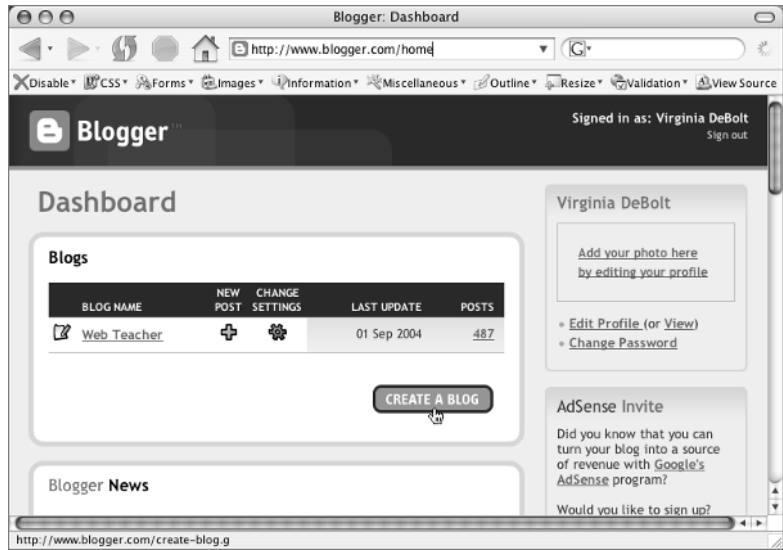 Blogger: Dashboard
http://www.blogger.com/home
G
Disable CSS Forms Images Information Miscellaneous Outline Resize Validation View Source
Blogger™
Signed in as: Virginia DeBolt
Sign out
Dashboard
Blogs
BLOG NAME NEW POST CHANGE SETTINGS LAST UPDATE POSTS
Web Teacher 01 Sep 2004 487
CREATE A BLOG
Blogger News
Virginia DeBolt
Add your photo here
by editing your profile
Edit Profile (or View)
Change Password
AdSense Invite
Did you know that you can
turn your blog into a source
of revenue with Google's
AdSense program?
Would you like to sign up?
http://www.blogger.com/create-blog.g